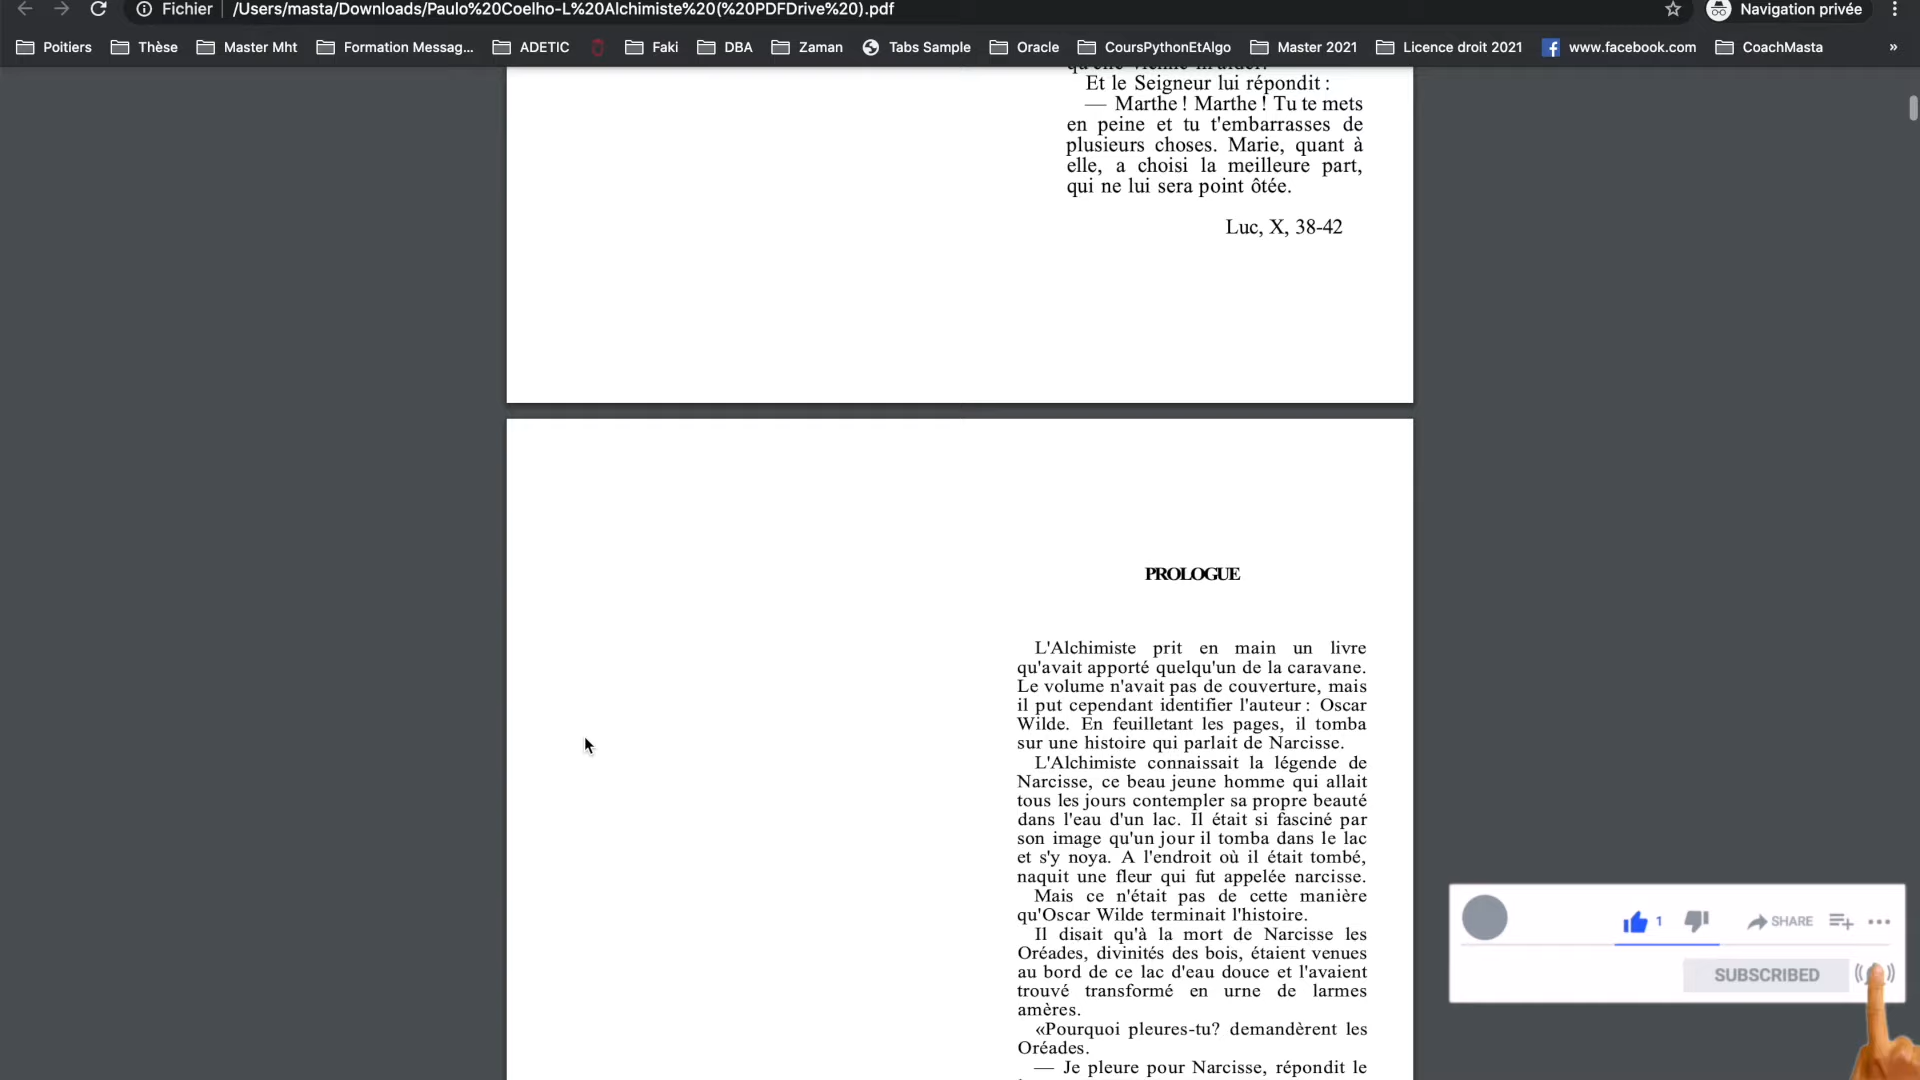 Fichier /Users/masta/Downloads/Paulo%20Coelho-L%20Alchimiste%20(%20PDFDrive%20).pdf Navigation privée
Poitiers Thèse Master Mht Formation Messag... ADETIC Faki DBA Zaman Tabs Sample Oracle CoursPythonEtAlgo Master 2021 Licence droit 2021 www.facebook.com CoachMasta »
qu'elle vienne m'aider.
Et le Seigneur lui répondit :
— Marthe ! Marthe ! Tu te mets
en peine et tu t'embarrasses de
plusieurs choses. Marie, quant à
elle, a choisi la meilleure part,
qui ne lui sera point ôtée.
Luc, X, 38-42
PROLOGUE
L'Alchimiste prit en main un livre
qu'avait apporté quelqu'un de la caravane.
Le volume n'avait pas de couverture, mais
il put cependant identifier l'auteur : Oscar
Wilde. En feuilletant les pages, il tomba
sur une histoire qui parlait de Narcisse.
L'Alchimiste connaissait la légende de
Narcisse, ce beau jeune homme qui allait
tous les jours contempler sa propre beauté
dans l'eau d'un lac. Il était si fasciné par
son image qu'un jour il tomba dans le lac
et s'y noya. A l'endroit où il était tombé,
naquit une fleur qui fut appelée narcisse.
Mais ce n'était pas de cette manière
qu'Oscar Wilde terminait l'histoire.
Il disait qu'à la mort de Narcisse les
Oréades, divinités des bois, étaient venues
au bord de ce lac d'eau douce et l'avaient
trouvé transformé en urne de larmes
amères.
«Pourquoi pleures-tu? demandèrent les
Oréades.
— Je pleure pour Narcisse, répondit le
1 SHARE
SUBSCRIBED